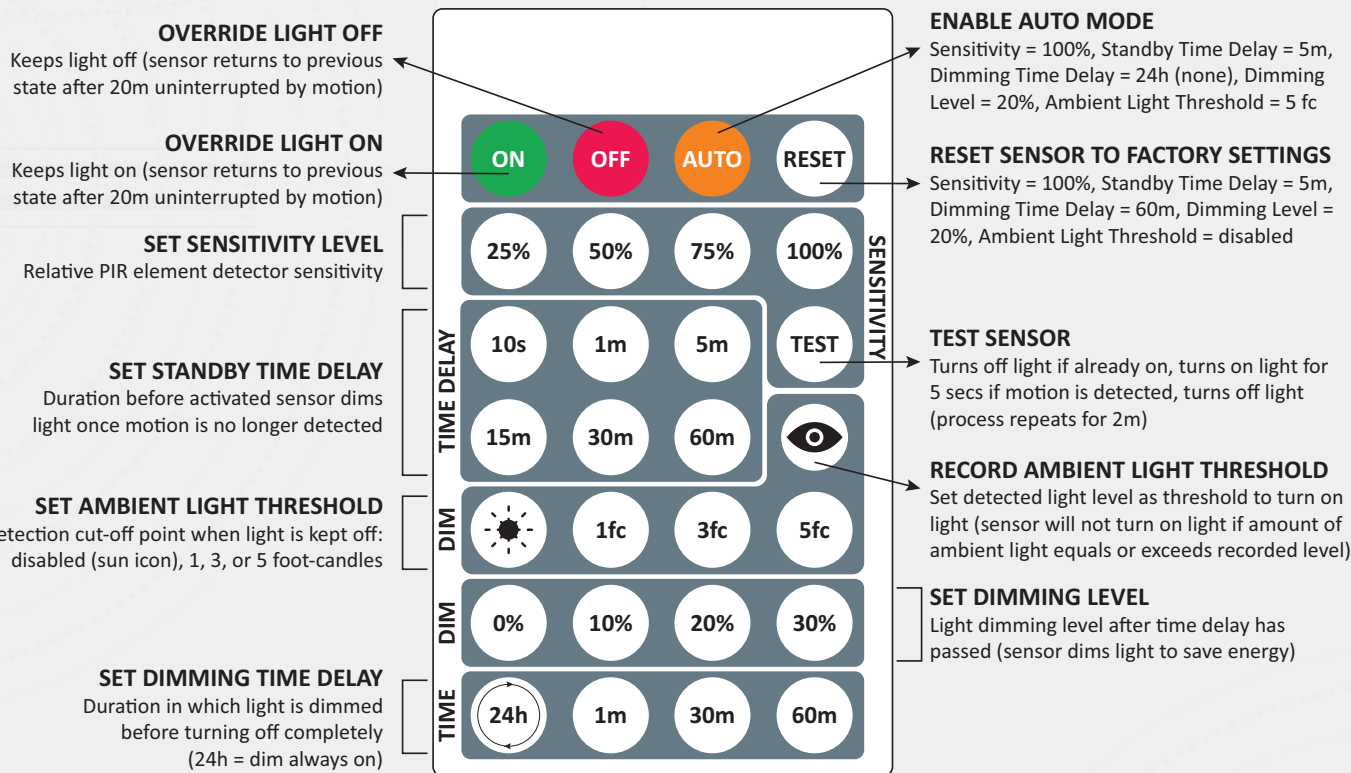 OVERRIDE LIGHT OFF
Keeps light off (sensor returns to previous
state after 20m uninterrupted by motion)
OVERRIDE LIGHT ON
Keeps light on (sensor returns to previous
state after 20m uninterrupted by motion)
SET SENSITIVITY LEVEL
Relative PIR element detector sensitivity
SET STANDBY TIME DELAY
Duration before activated sensor dims
light once motion is no longer detected
SET AMBIENT LIGHT THRESHOLD
etection cut-off point when light is kept off:
disabled (sun icon), 1, 3, or 5 foot-candles
SET DIMMING TIME DELAY
Duration in which light is dimmed
before turning off completely
(24h = dim always on)
ON OFF AUTO RESET
25% 50% 75% 100%
SENSITIVITY
10s 1m 5m TEST
TIME DELAY
15m 30m 60m
DIM
1fc 3fc 5fc
DIM
0% 10% 20% 30%
TIME
24h 1m 30m 60m
ENABLE AUTO MODE
Sensitivity = 100%, Standby Time Delay = 5m,
Dimming Time Delay = 24h (none), Dimming
Level = 20%, Ambient Light Threshold = 5 fc
RESET SENSOR TO FACTORY SETTINGS
Sensitivity = 100%, Standby Time Delay = 5m,
Dimming Time Delay = 60m, Dimming Level =
20%, Ambient Light Threshold = disabled
TEST SENSOR
Turns off light if already on, turns on light for
5 secs if motion is detected, turns off light
(process repeats for 2m)
RECORD AMBIENT LIGHT THRESHOLD
Set detected light level as threshold to turn on
light (sensor will not turn on light if amount of
ambient light equals or exceeds recorded level)
SET DIMMING LEVEL
Light dimming level after time delay has
passed (sensor dims light to save energy)